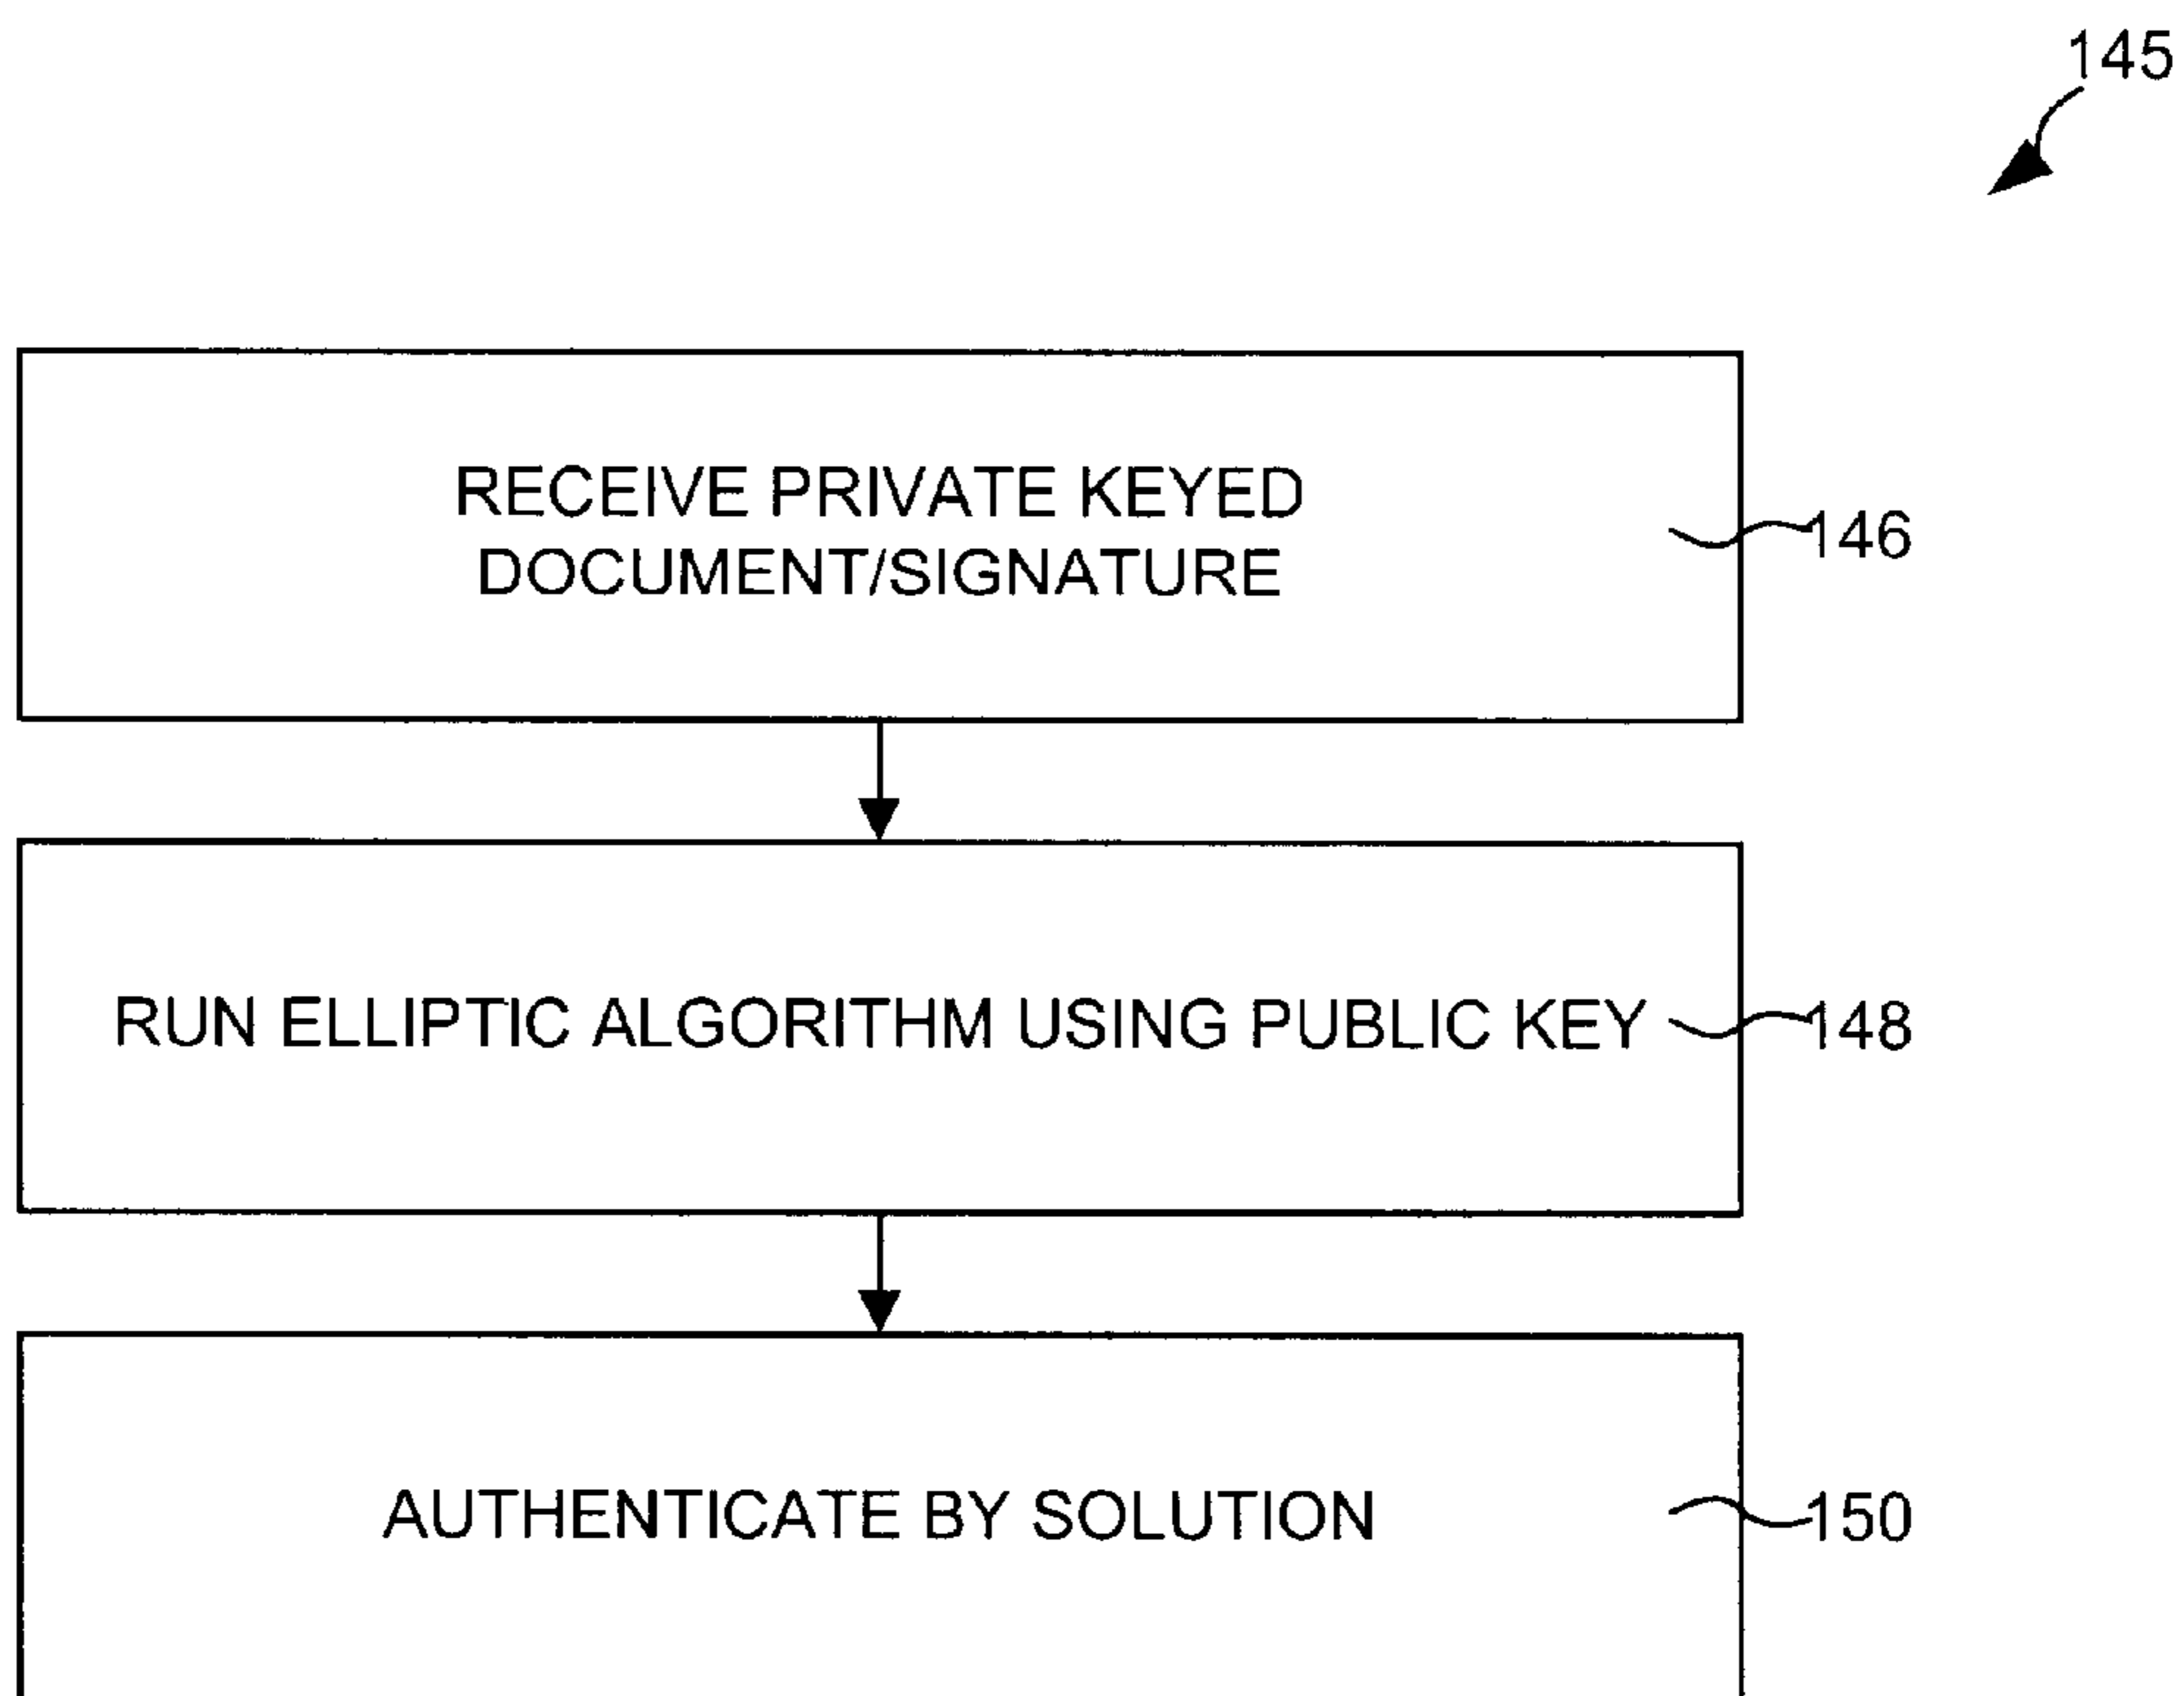 145
RECEIVE PRIVATE KEYED
DOCUMENT/SIGNATURE
146
RUN ELLIPTIC ALGORITHM USING PUBLIC KEY
148
AUTHENTICATE BY SOLUTION
150